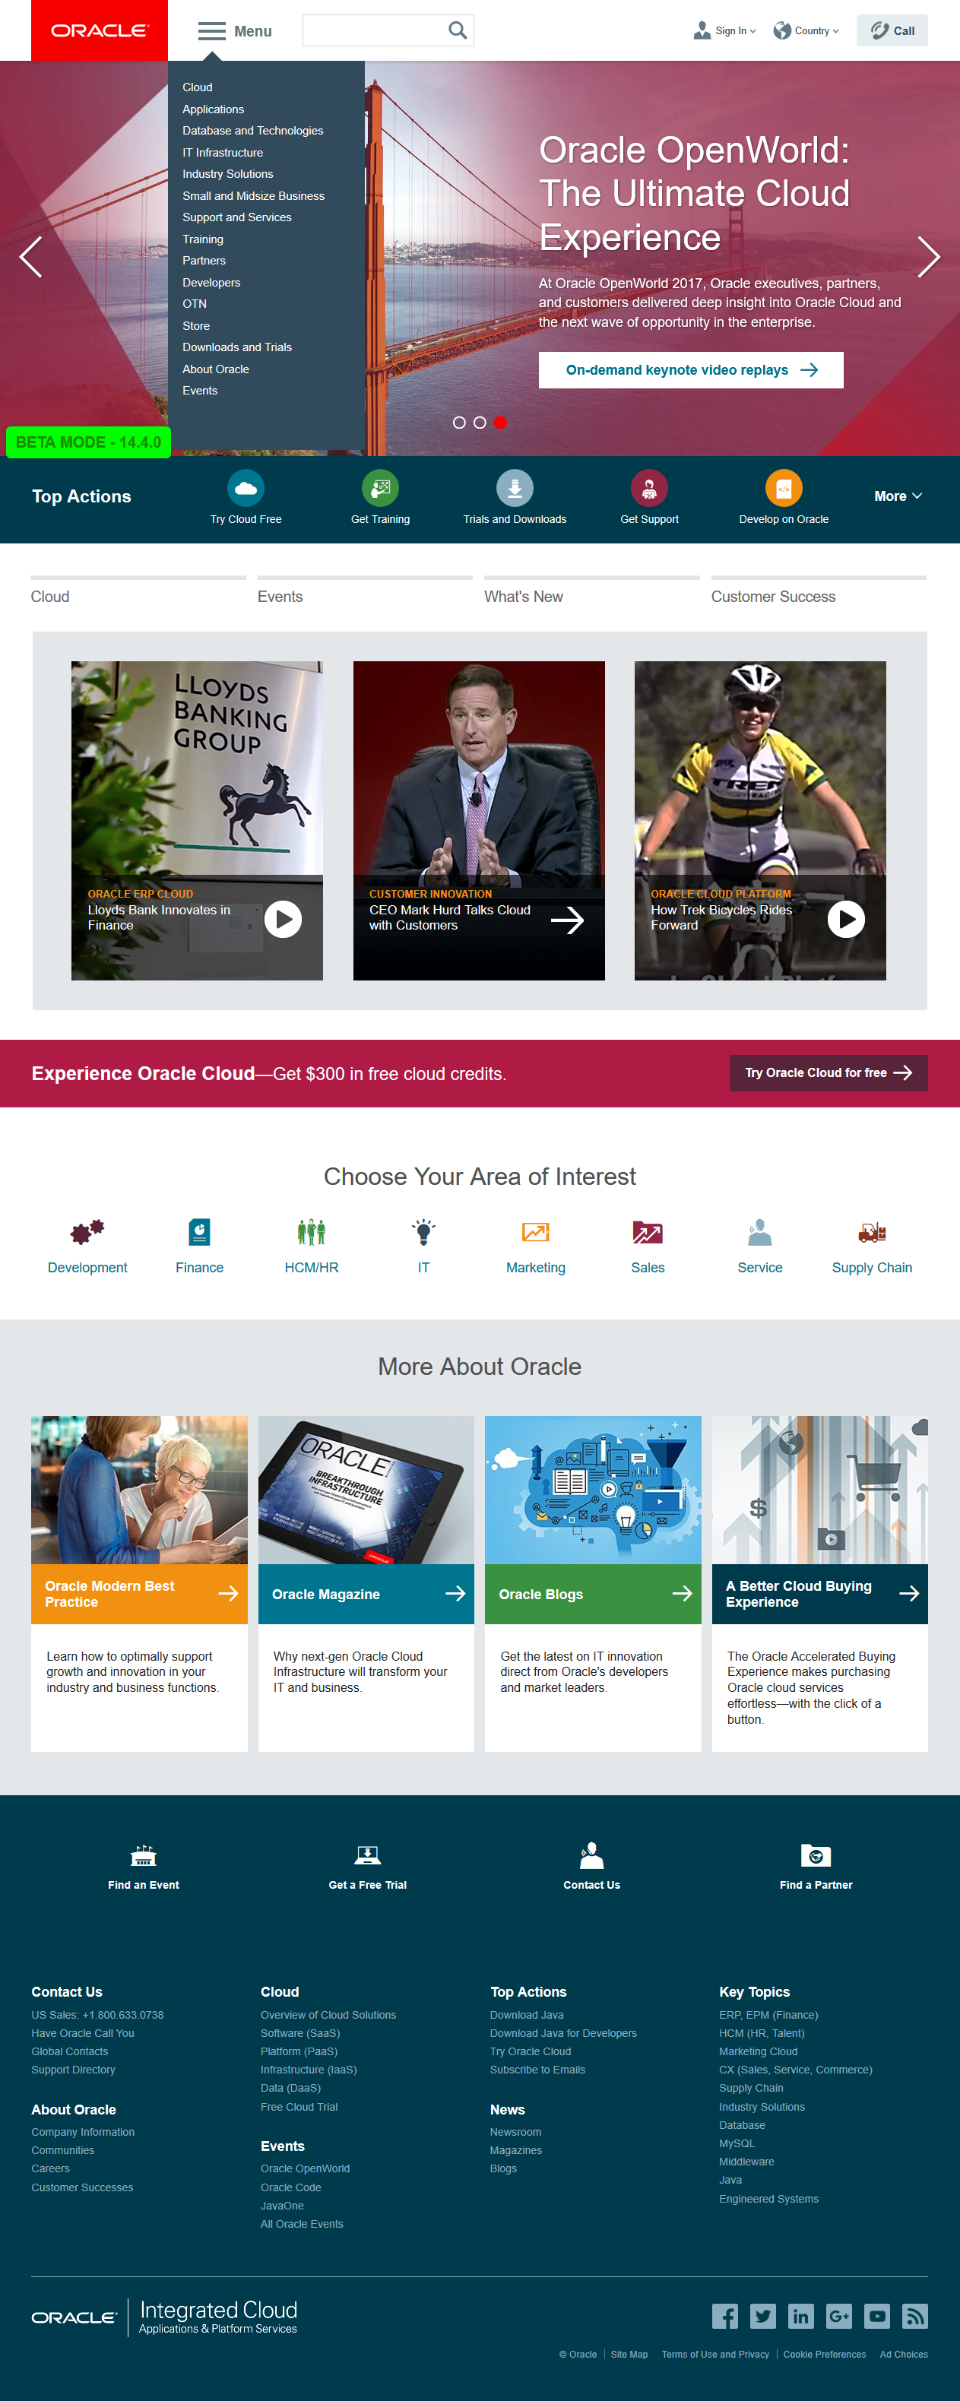 ORACLE
Menu
Sign In
Country
Call
Cloud
Applications
Database and Technologies
IT Infrastructure
Industry Solutions
Small and Midsize Business
Support and Services
Training
Partners
Developers
OTN
Store
Downloads and Trials
About Oracle
Events
Oracle OpenWorld:
The Ultimate Cloud
Experience
At Oracle OpenWorld 2017, Oracle executives, partners,
and customers delivered deep insight into Oracle Cloud and
the next wave of opportunity in the enterprise.
On-demand keynote video replays
BETA MODE - 14.4.0
Top Actions
Try Cloud Free
Get Training
Trials and Downloads
Get Support
Develop on Oracle
More
Cloud
Events
What's New
Customer Success
LLOYDS
BANKING
GROUP
TREK
ORACLE ERP CLOUD
Lloyds Bank Innovates in
Finance
CUSTOMER INNOVATION
CEO Mark Hurd Talks Cloud
with Customers
ORACLE CLOUD PLATFORM
How Trek Bicycles Rides
Forward
Experience Oracle Cloud—Get $300 in free cloud credits.
Try Oracle Cloud for free
Choose Your Area of Interest
Development
Finance
HCM/HR
IT
Marketing
Sales
Service
Supply Chain
More About Oracle
ORACLE
BREAKTHROUGH
INFRASTRUCTURE
$
Oracle Modern Best
Practice
Oracle Magazine
Oracle Blogs
A Better Cloud Buying
Experience
Learn how to optimally support
growth and innovation in your
industry and business functions.
Why next-gen Oracle Cloud
Infrastructure will transform your
IT and business.
Get the latest on IT innovation
direct from Oracle's developers
and market leaders.
The Oracle Accelerated Buying
Experience makes purchasing
Oracle cloud services
effortless—with the click of a
button.
Find an Event
Get a Free Trial
Contact Us
Find a Partner
Contact Us
US Sales: +1.800.633.0738
Have Oracle Call You
Global Contacts
Support Directory
About Oracle
Company Information
Communities
Careers
Customer Successes
Cloud
Overview of Cloud Solutions
Software (SaaS)
Platform (PaaS)
Infrastructure (IaaS)
Data (DaaS)
Free Cloud Trial
Events
Oracle OpenWorld
Oracle Code
JavaOne
All Oracle Events
Top Actions
Download Java
Download Java for Developers
Try Oracle Cloud
Subscribe to Emails
News
Newsroom
Magazines
Blogs
Key Topics
ERP, EPM (Finance)
HCM (HR, Talent)
Marketing Cloud
CX (Sales, Service, Commerce)
Supply Chain
Industry Solutions
Database
MySQL
Middleware
Java
Engineered Systems
ORACLE
Integrated Cloud
Applications & Platform Services
© Oracle
Site Map
Terms of Use and Privacy
Cookie Preferences
Ad Choices